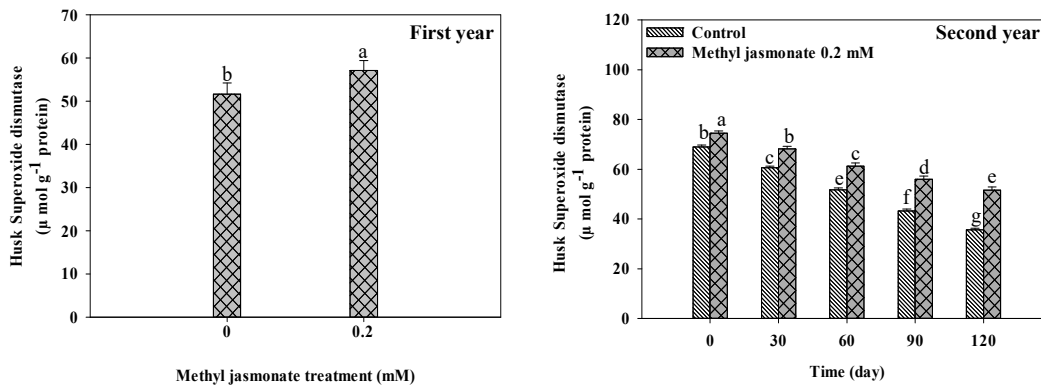 First year
70
60
50
40
30
20
10
0
b
a
0
0.2
Husk Superoxide dismutase
(μ mol g-1 protein)
Methyl jasmonate treatment (mM)
Second year
Control
Methyl jasmonate 0.2 mM
120
100
80
60
40
20
0
b a
c b
e c
f d
g e
0 30 60 90 120
Husk Superoxide dismutase
(μ mol g-1 protein)
Time (day)